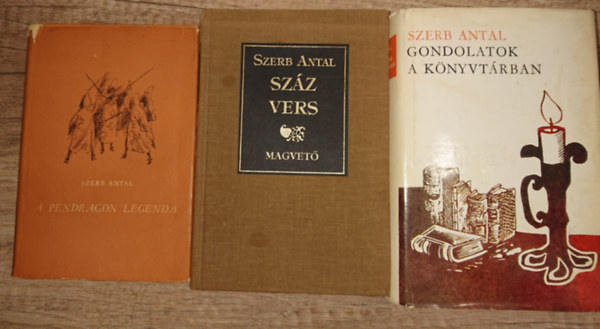 SZERB ANTAL
A PENDRAGON LEGENDA
SZERB ANTAL
SZÁZ
VERS
MAGVETŐ
SZERB ANTAL
GONDOLATOK
A KÖNYVTÁRBAN